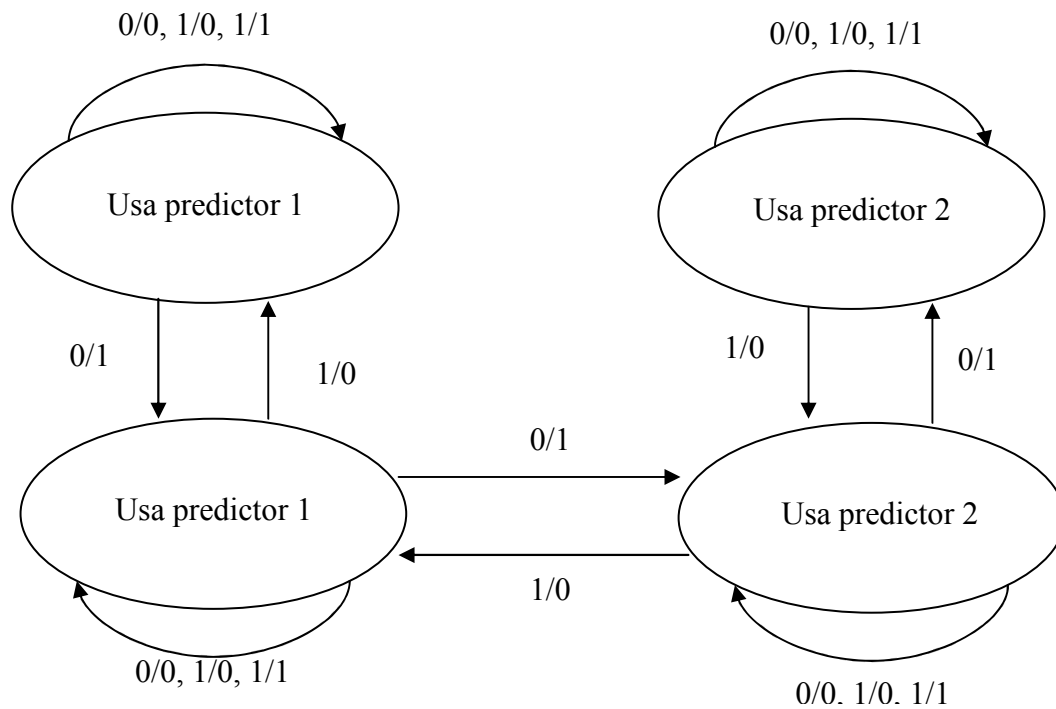 0/0, 1/0, 1/1
0/0, 1/0, 1/1
Usa predictor 1
Usa predictor 2
0/1
1/0
1/0
0/1
0/1
Usa predictor 1
Usa predictor 2
1/0
0/0, 1/0, 1/1
0/0, 1/0, 1/1